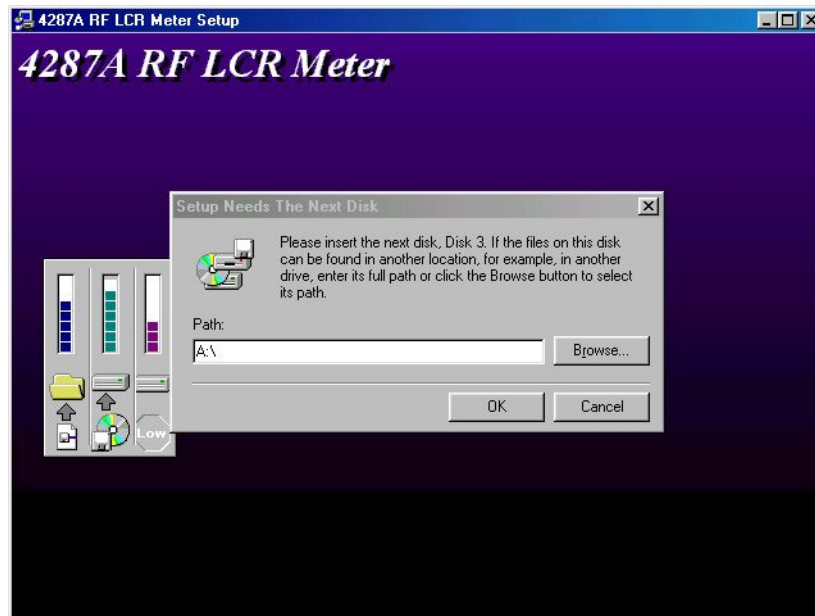 4287A RF LCR Meter Setup
4287A RF LCR Meter
Setup Needs The Next Disk
Please insert the next disk, Disk 3. If the files on this disk
can be found in another location, for example, in another
drive, enter its full path or click the Browse button to select
its path.
Path:
A:\
Browse...
OK
Cancel
Low